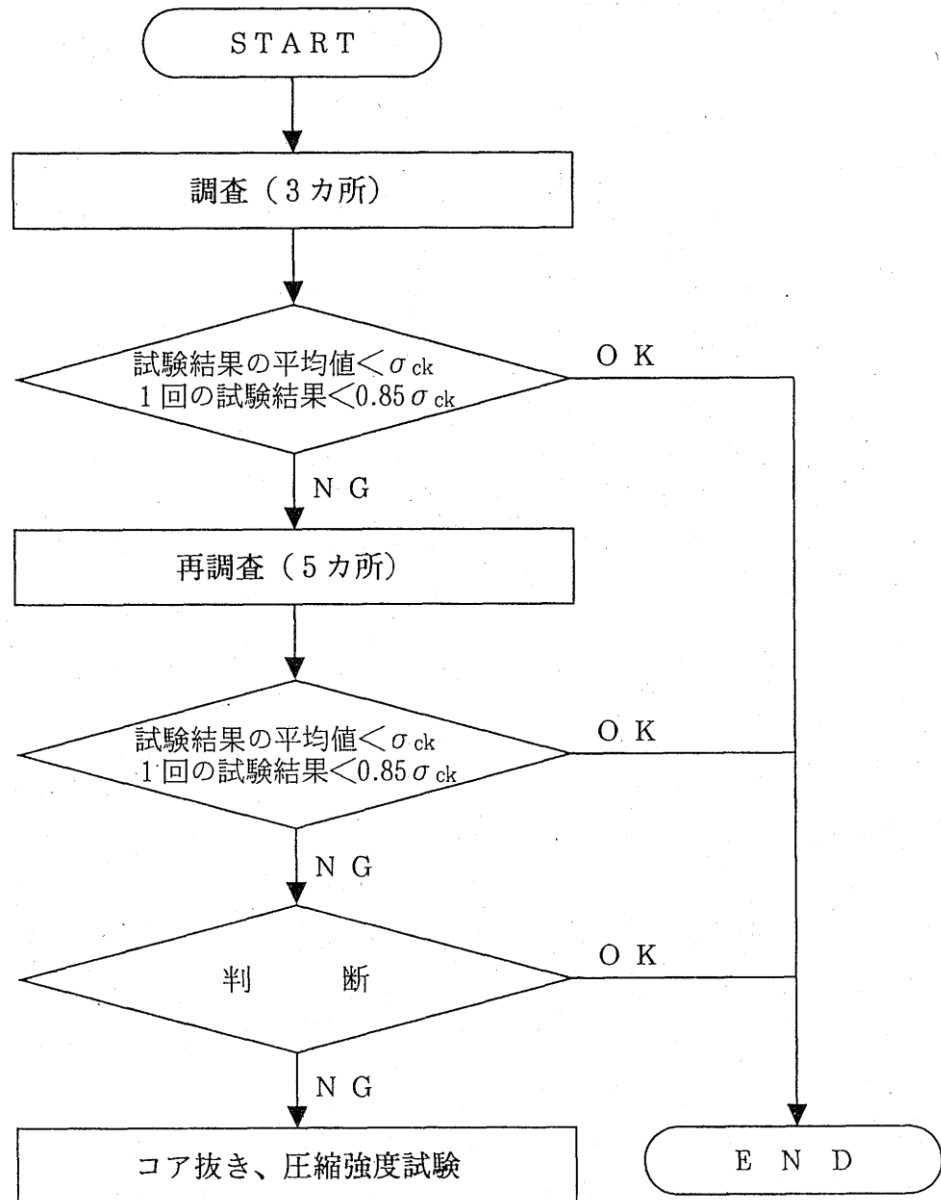 START
調査（3カ所）
試験結果の平均値＜σck
1回の試験結果＜0.85σck
OK
NG
再調査（5カ所）
試験結果の平均値＜σck
1回の試験結果＜0.85σck
OK
NG
判断
OK
NG
コア抜き、圧縮強度試験
END